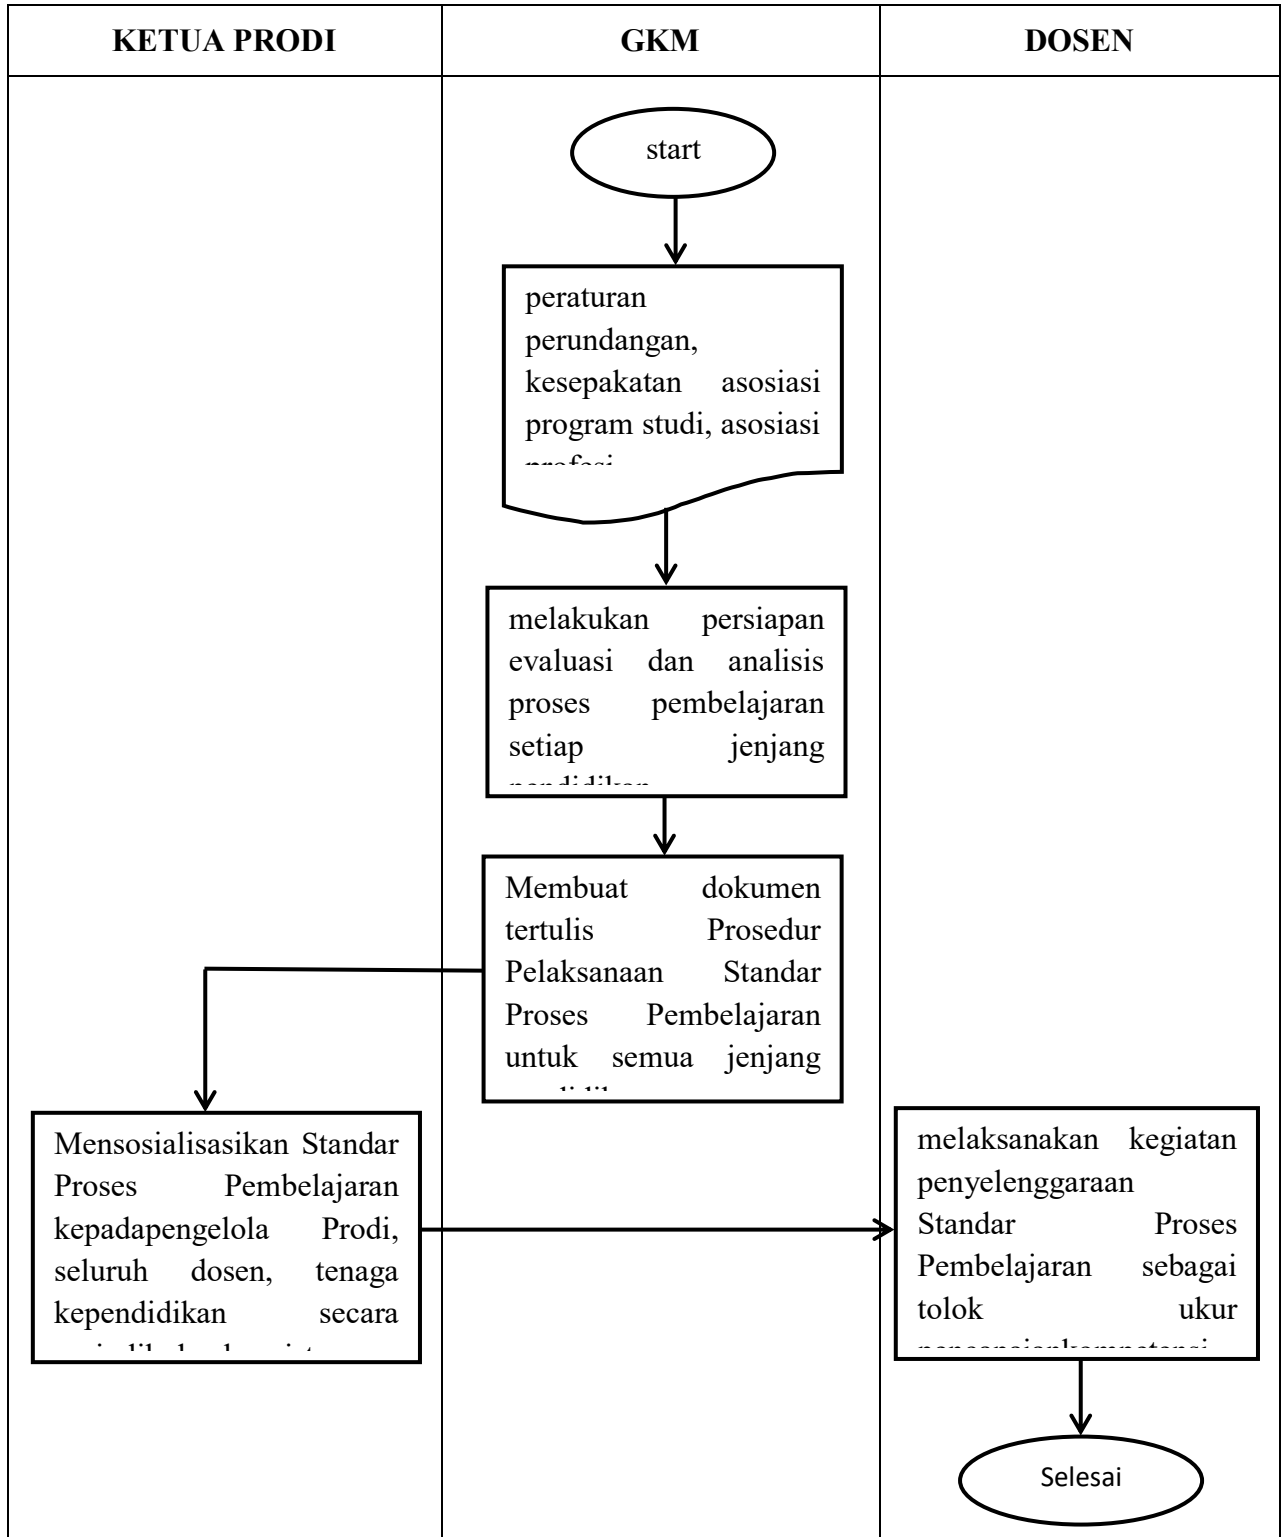 KETUA PRODI
GKM
DOSEN
start
peraturan
perundangan,
kesepakatan asosiasi
program studi, asosiasi
profesi
melakukan persiapan
evaluasi dan analisis
proses pembelajaran
setiap jenjang
pendidikan
Membuat dokumen
tertulis Prosedur
Pelaksanaan Standar
Proses Pembelajaran
untuk semua jenjang
Mensosialisasikan Standar
Proses Pembelajaran
kepadapengelola Prodi,
seluruh dosen, tenaga
kependidikan secara
melaksanakan kegiatan
penyelenggaraan
Standar Proses
Pembelajaran sebagai
tolok ukur
Selesai